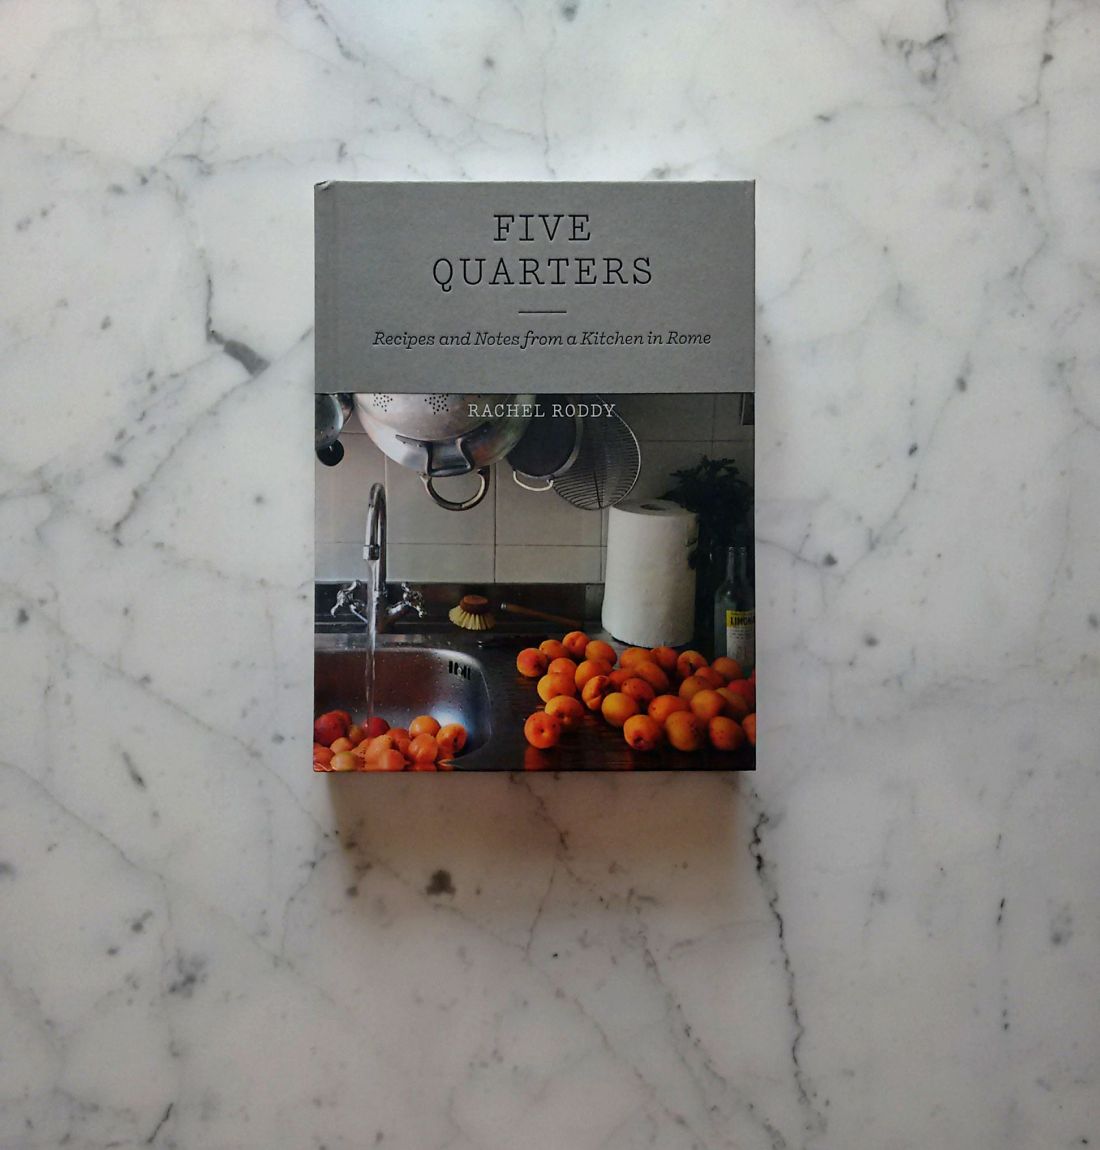 FIVE
QUARTERS
Recipes and Notes from a Kitchen in Rome
RACHEL RODDY